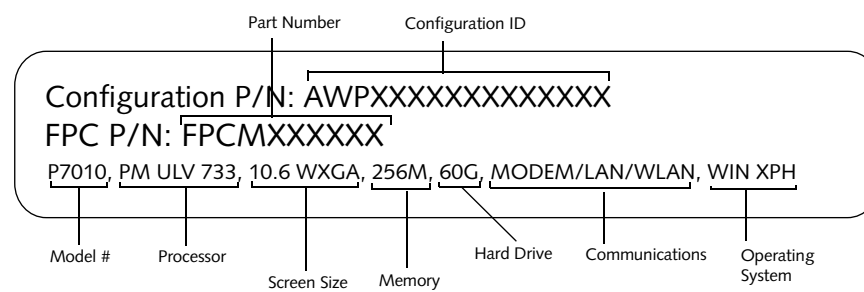 Part Number Configuration ID
Configuration P/N: AWPXXXXXXXXXXXXX
FPC P/N: FPCMXXXXXX
P7010, PM ULV 733, 10.6 WXGA, 256M, 60G, MODEM/LAN/WLAN, WIN XPH
Model # Processor Screen Size Memory Hard Drive Communications Operating System